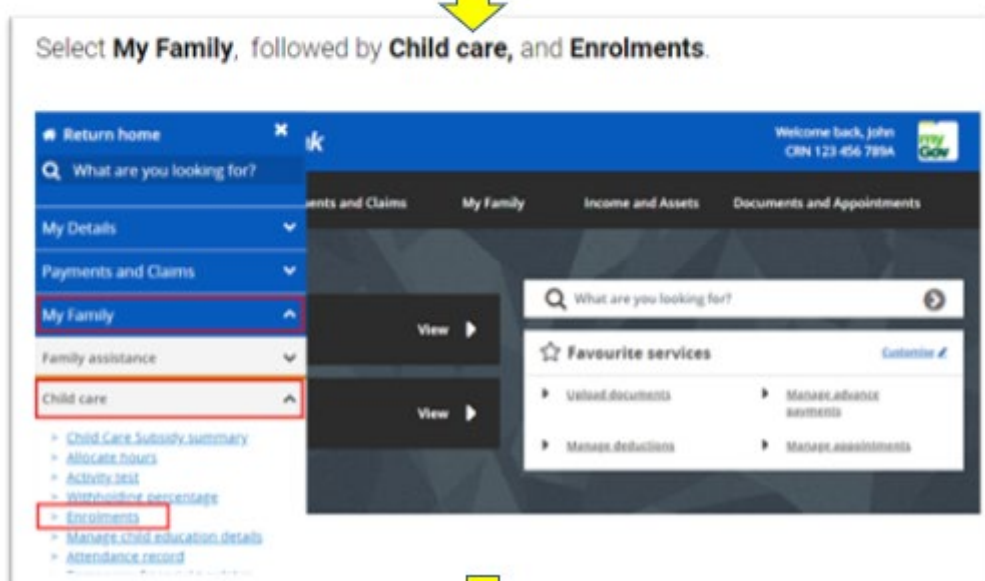 Select My Family, followed by Child care, and Enrolments.
Return home
What are you looking for?
My Details
Payments and Claims
My Family
Family assistance
Child care
Child Care Subsidy summary
Allocate hours
Activity test
Withholding percentage
Enrolments
Manage child education details
Attendance record
Welcome back, John
CRN 123 456 789A
my
Gov
and Claims
My Family
Income and Assets
Documents and Appointments
What are you looking for?
View
Favourite services
Customise
Upload documents
Manage advance
payments
View
Manage deductions
Manage appointments